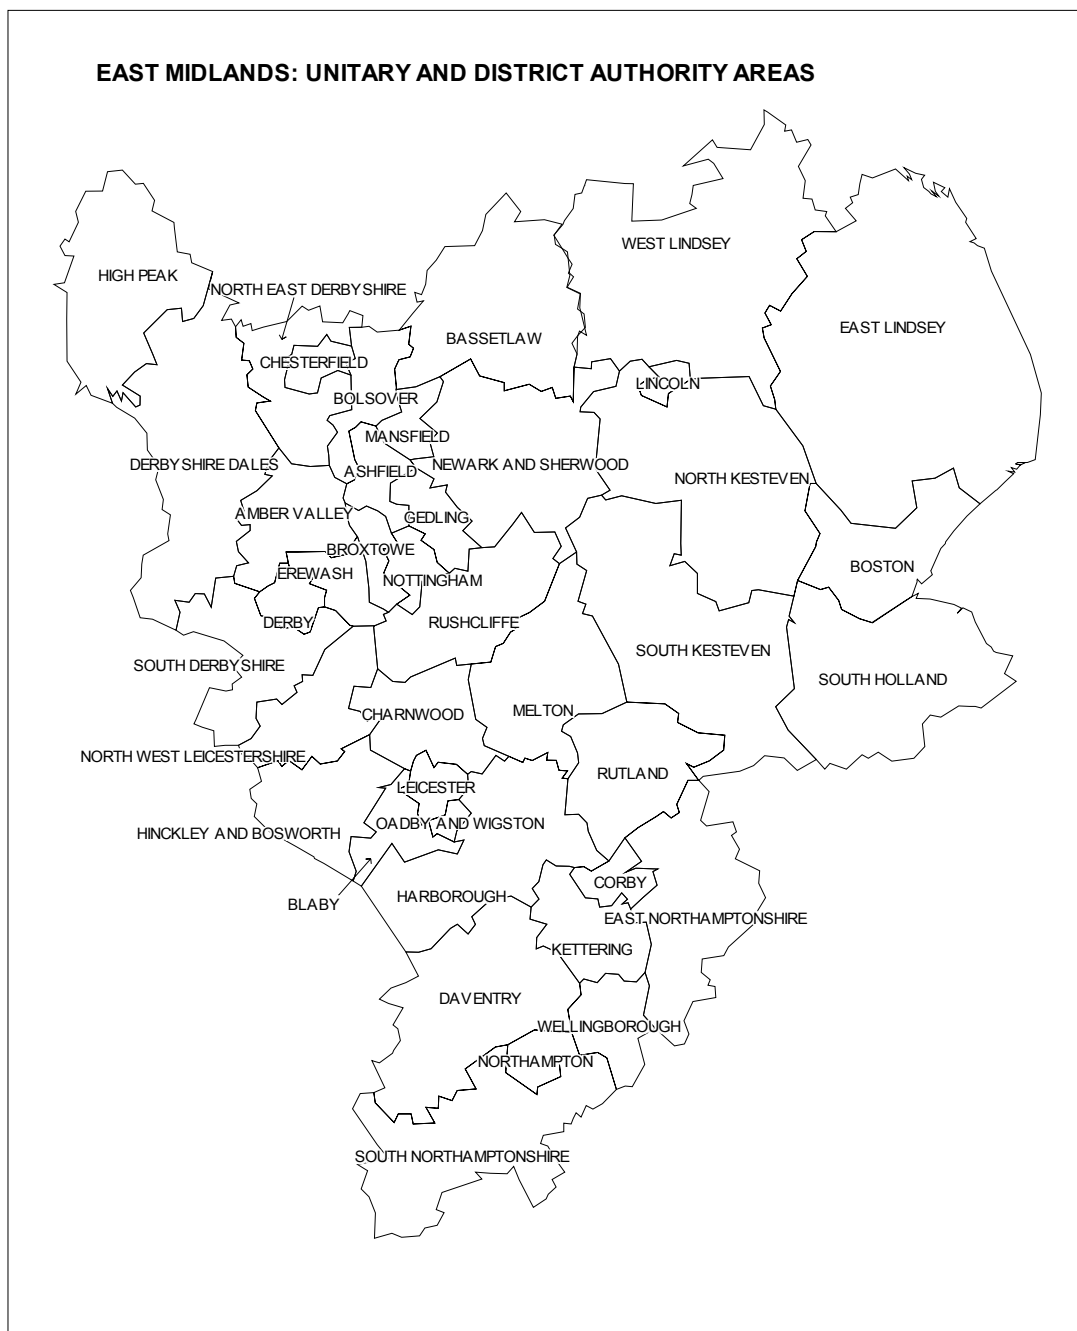 EAST MIDLANDS: UNITARY AND DISTRICT AUTHORITY AREAS
WEST LINDSEY
HIGH PEAK
NORTH EAST DERBYSHIRE
EAST LINDSEY
BASSETLAW
CHESTERFIELD
LINCOLN
BOLSOVER
MANSFIELD
DERBYSHIRE DALES
ASHFIELD
NEWARK AND SHERWOOD
NORTH KESTEVEN
AMBER VALLEY
GEDLING
BROXTOWE
BOSTON
EREWASH
NOTTINGHAM
DERBY
RUSHCLIFFE
SOUTH KESTEVEN
SOUTH DERBYSHIRE
SOUTH HOLLAND
CHARNWOOD
MELTON
NORTH WEST LEICESTERSHIRE
RUTLAND
LEICESTER
OADBY AND WIGSTON
HINCKLEY AND BOSWORTH
CORBY
HARBOROUGH
BLABY
EAST NORTHAMPTONSHIRE
KETTERING
DAVENTRY
WELLINGBOROUGH
NORTHAMPTON
SOUTH NORTHAMPTONSHIRE